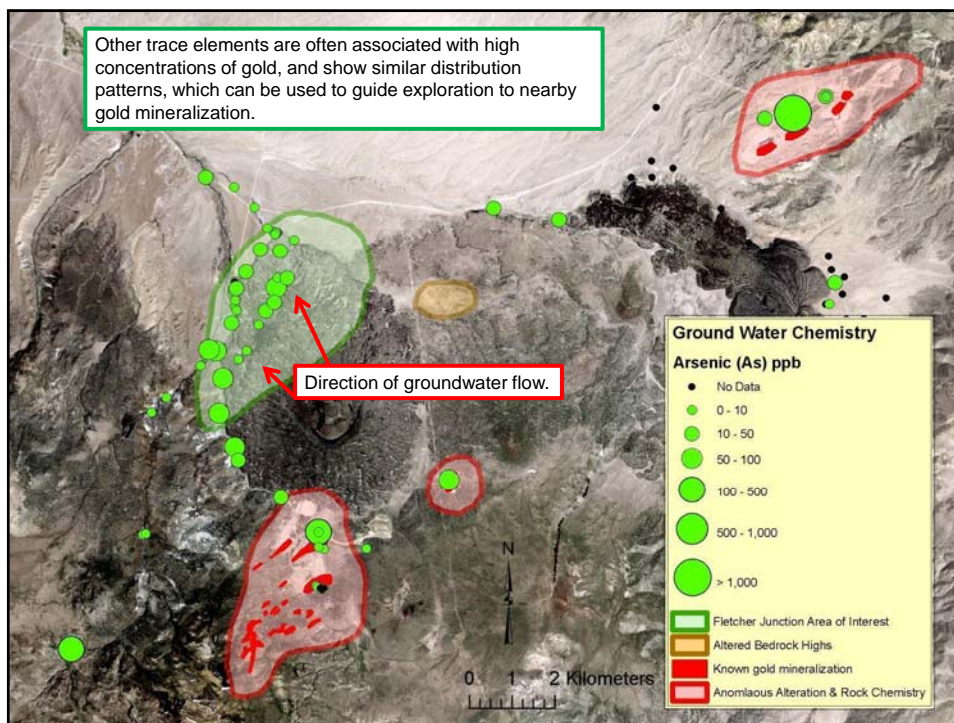 Other trace elements are often associated with high
concentrations of gold, and show similar distribution
patterns, which can be used to guide exploration to nearby
gold mineralization.
Direction of groundwater flow.
Ground Water Chemistry
Arsenic (As) ppb
No Data
0 - 10
10 - 50
50 - 100
100 - 500
500 - 1,000
> 1,000
Fletcher Junction Area of Interest
Altered Bedrock Highs
Known gold mineralization
Anomlaous Alteration & Rock Chemistry
N
0 1 2 Kilometers